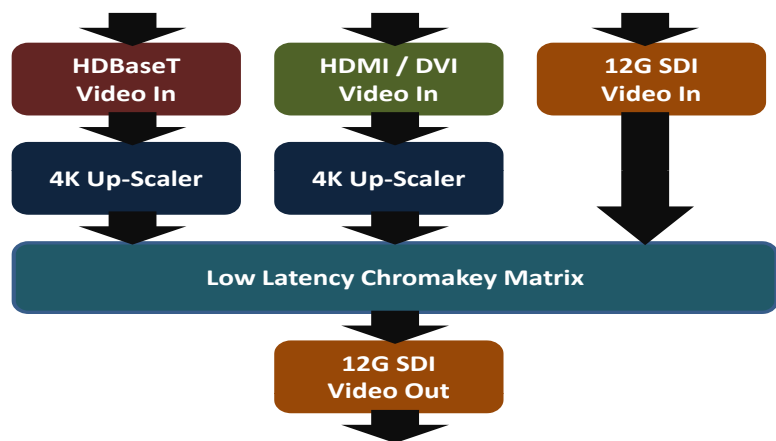 HDBaseT
Video In
HDMI / DVI
Video In
12G SDI
Video In
4K Up-Scaler
4K Up-Scaler
Low Latency Chromakey Matrix
12G SDI
Video Out